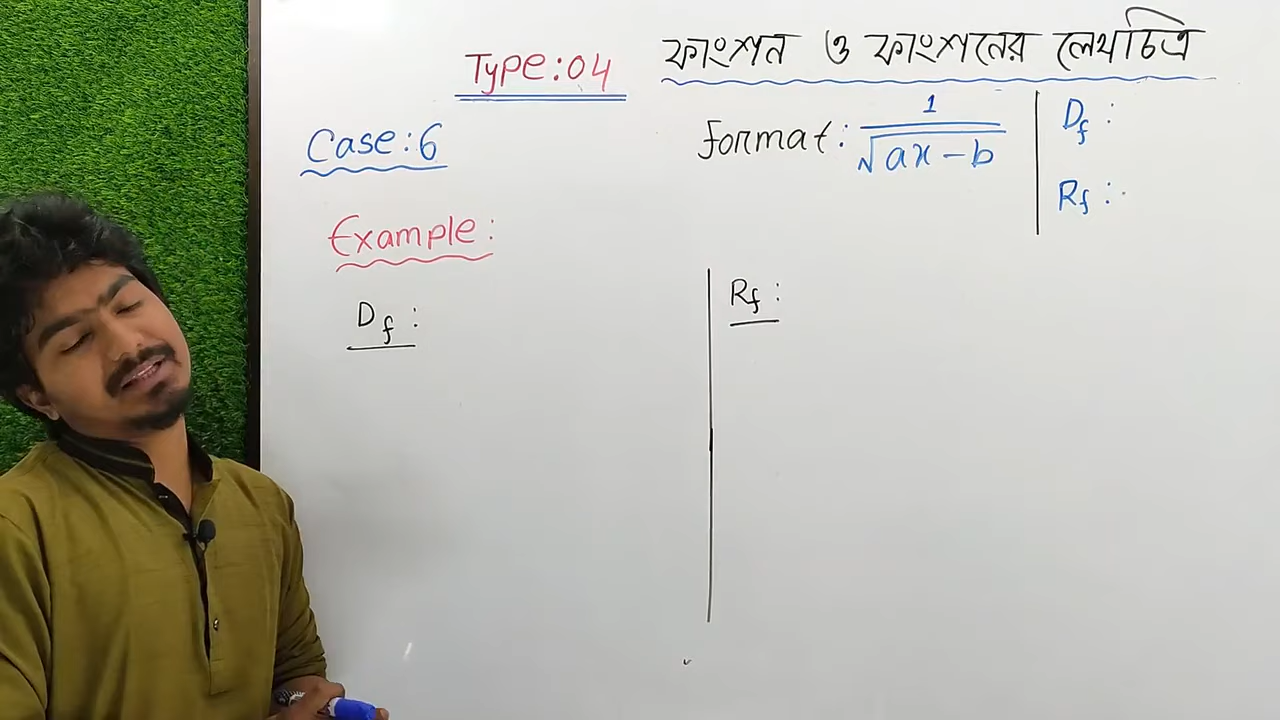 Type:04 ফাংশন ও ফাংশনের লেখচিত্র
Case:6
Format: 1/√(ax-b)
Df :
Rf :
Example:
Df :
Rf :